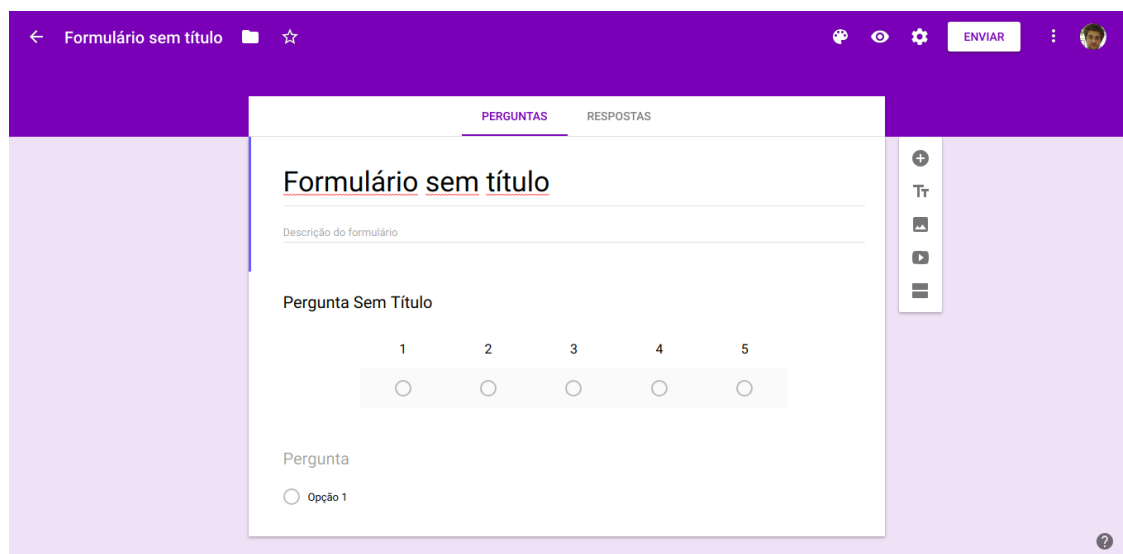 Formulário sem título
ENVIAR
PERGUNTAS RESPOSTAS
Formulário sem título
Descrição do formulário
Pergunta Sem Título
1 2 3 4 5
Pergunta
Opção 1